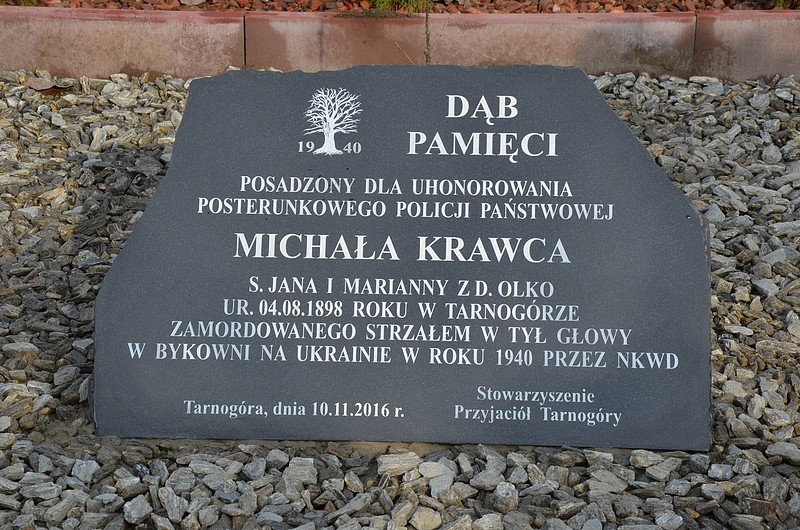 DĄB
PAMIĘCI
19 40
POSADZONY DLA UHONOROWANIA
POSTERUNKOWEGO POLICJI PAŃSTWOWEJ
MICHAŁA KRAWCA
S. JANA I MARIANNY Z D. OLKO
UR. 04.08.1898 ROKU W TARNOGÓRZE
ZAMORDOWANEGO STRZAŁEM W TYŁ GŁOWY
W BYKOWNI NA UKRAINIE W ROKU 1940 PRZEZ NKWD
Tarnogóra, dnia 10.11.2016 r.
Stowarzyszenie
Przyjaciół Tarnogóry